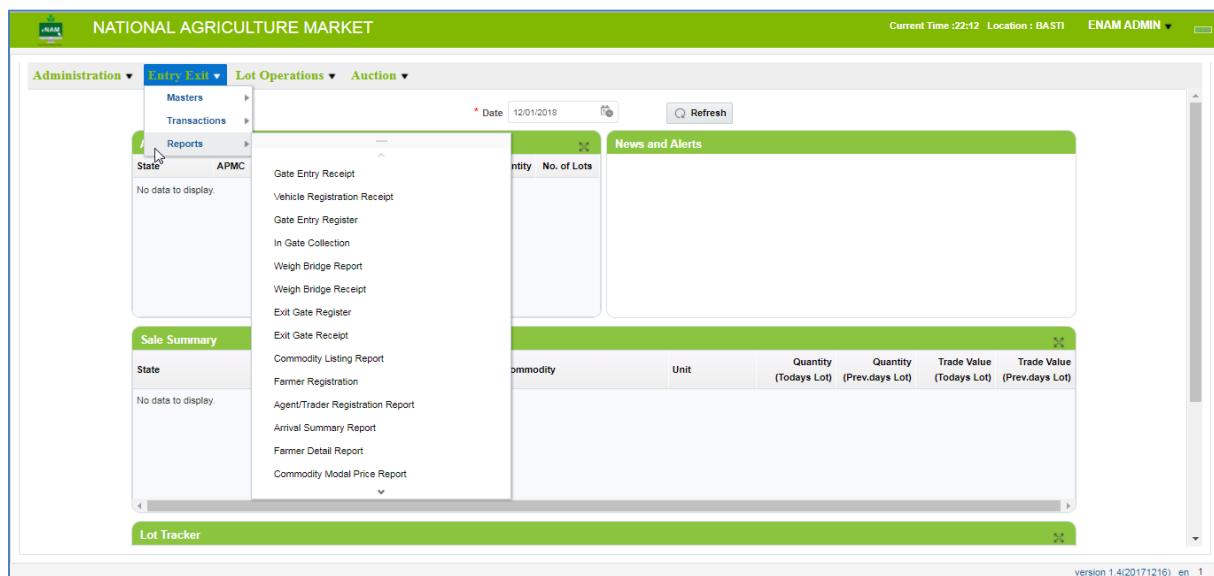 eNAM
NATIONAL AGRICULTURE MARKET
Current Time :22:12 Location : BASTI
ENAM ADMIN
Administration
Entry Exit
Lot Operations
Auction
Masters
Transactions
Reports
* Date 12/01/2018
Refresh
A
News and Alerts
State
APMC
ntity
No. of Lots
No data to display.
Gate Entry Receipt
Vehicle Registration Receipt
Gate Entry Register
In Gate Collection
Weigh Bridge Report
Weigh Bridge Receipt
Exit Gate Register
Exit Gate Receipt
Commodity Listing Report
Farmer Registration
Agent/Trader Registration Report
Arrival Summary Report
Farmer Detail Report
Commodity Modal Price Report
Sale Summary
State
ommodity
Unit
Quantity (Todays Lot)
Quantity (Prev.days Lot)
Trade Value (Todays Lot)
Trade Value (Prev.days Lot)
No data to display.
Lot Tracker
version 1.4(20171216) en 1